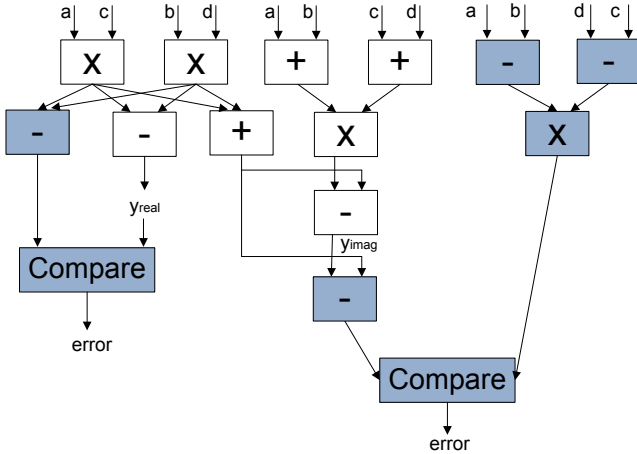 a c b d a b c d a b d c
X X + + - -
- - + X X
yreal -
yimag
Compare -
error Compare
error